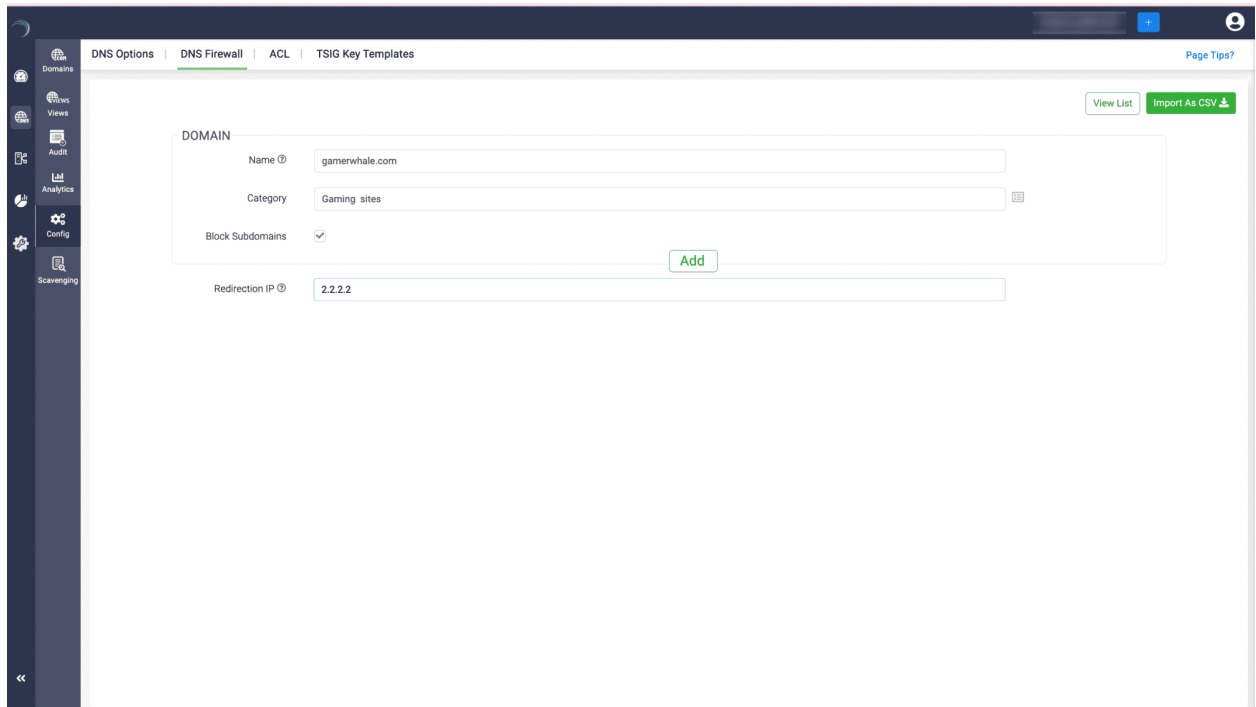 DNS Options | DNS Firewall | ACL | TSIG Key Templates
Page Tips?
Domains
VIEWS
Views
Audit
Analytics
Config
Scavenging
View List
Import As CSV
DOMAIN
Name
gamerwhale.com
Category
Gaming sites
Block Subdomains
Add
Redirection IP
2.2.2.2